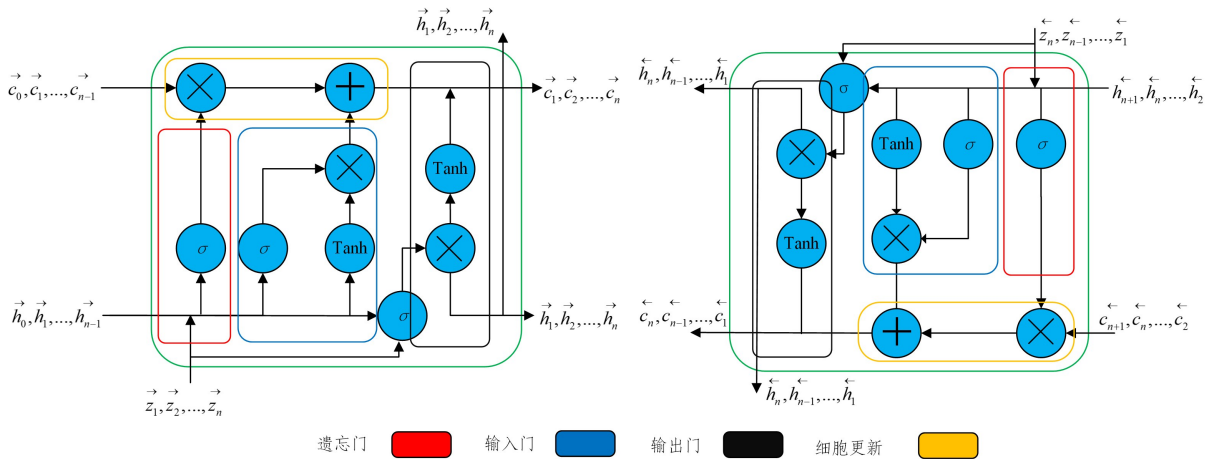 h⃗₁,h⃗₂,...,h⃗ₙ
c⃗₀,c⃗₁,...,c⃗ₙ₋₁
×
+
c⃗₁,c⃗₂,...,c⃗ₙ
×
Tanh
σ
σ
Tanh
×
h⃗₀,h⃗₁,...,h⃗ₙ₋₁
σ
h⃗₁,h⃗₂,...,h⃗ₙ
z⃗₁,z⃗₂,...,z⃗ₙ
z⃖ₙ,z⃖ₙ₋₁,...,z⃖₁
h⃖ₙ,h⃖ₙ₋₁,...,h⃖₁
σ
h⃖ₙ₊₁,h⃖ₙ,...,h⃖₂
×
Tanh
σ
σ
Tanh
×
c⃖ₙ,c⃖ₙ₋₁,...,c⃖₁
+
×
c⃖ₙ₊₁,c⃖ₙ,...,c⃖₂
h⃖ₙ,h⃖ₙ₋₁,...,h⃖₁
遗忘门 输入门 输出门 细胞更新